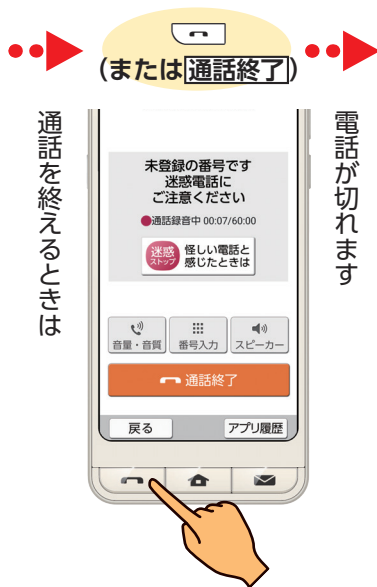 (または通話終了)
通話を終えるときは
未登録の番号です
迷惑電話に
ご注意ください
通話録音中 00:07/60:00
迷惑
ストップ
怪しい電話と
感じたときは
音量・音質
番号入力
スピーカー
通話終了
戻る
アプリ履歴
電話が切れます